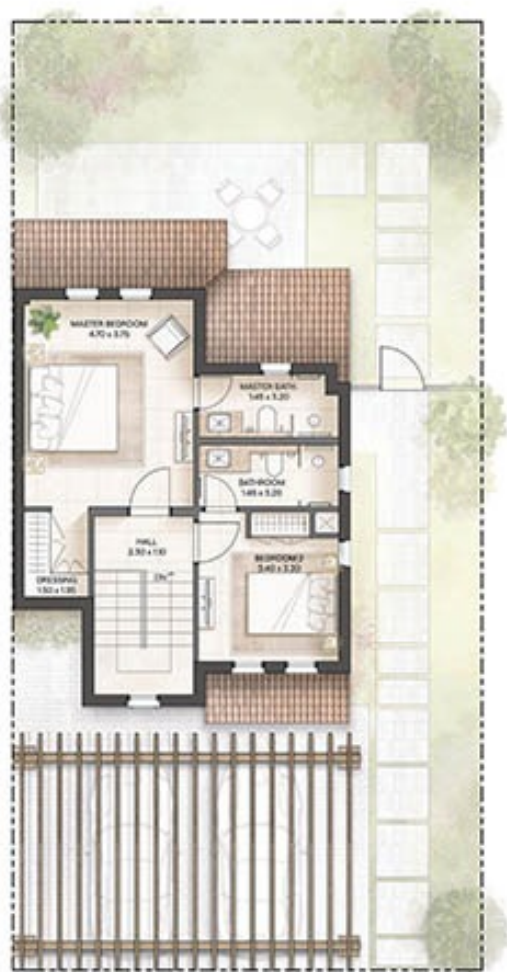 MASTER BEDROOM
4.70 x 3.75
MASTER BATH
1.45 x 3.20
BATHROOM
1.45 x 3.20
HALL
2.30 x 1.10
BEDROOM 2
3.40 x 3.20
DRESSING
1.50 x 1.95
DN